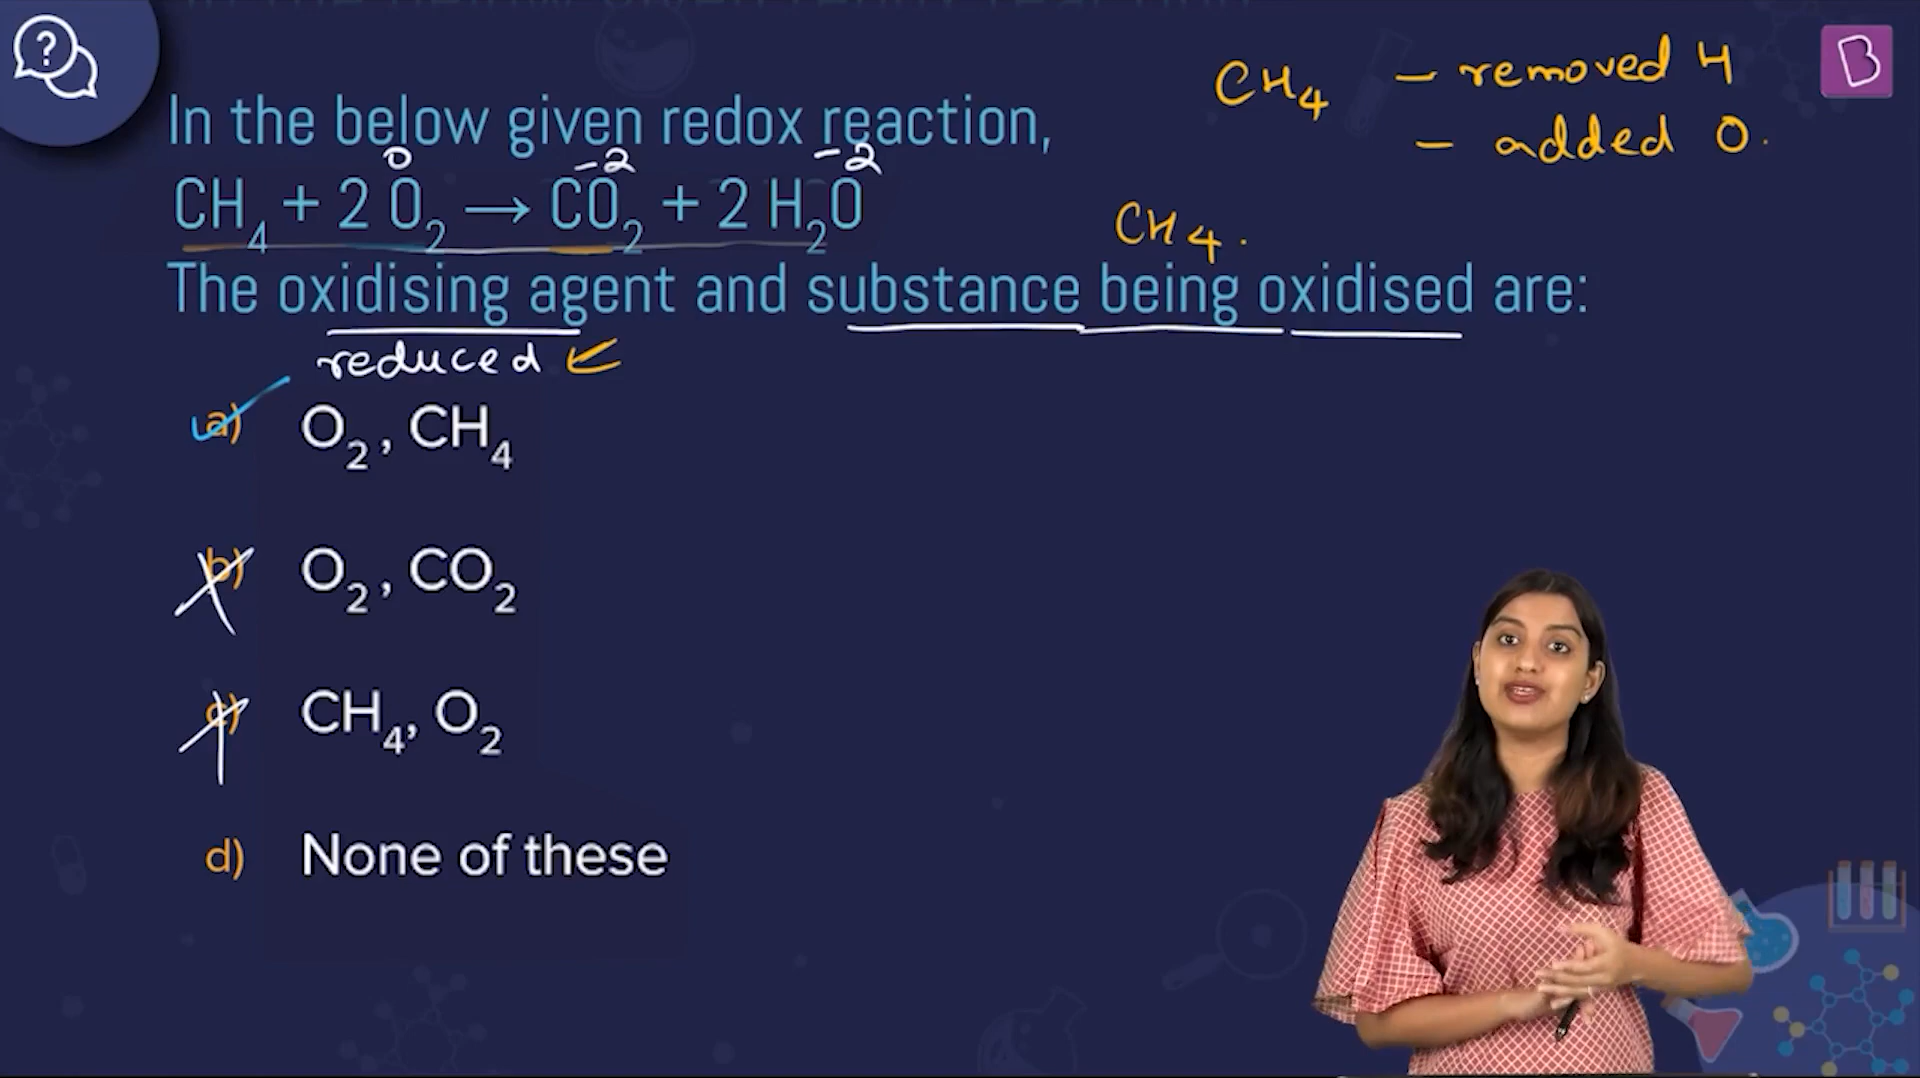 CH₄ – removed H
– added O.
In the below given redox reaction,
0 -2 -2
CH₄ + 2 O₂ → CO₂ + 2 H₂O
CH₄.
The oxidising agent and substance being oxidised are:
reduced
a) O₂, CH₄
b) O₂, CO₂
c) CH₄, O₂
d) None of these
?
B